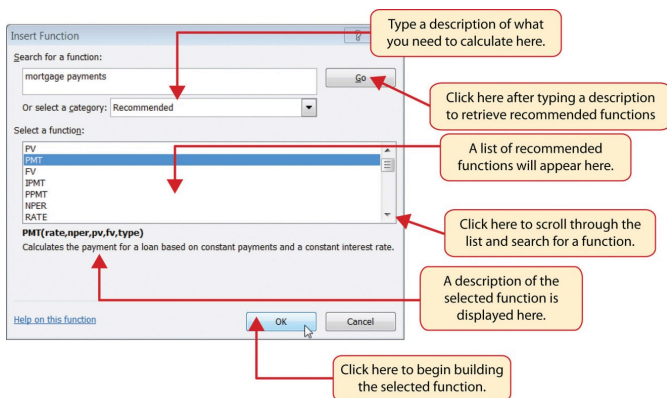 Insert Function
?
Type a description of what
you need to calculate here.
Search for a function:
mortgage payments
Go
Or select a category: Recommended
Click here after typing a description
to retrieve recommended functions
Select a function:
PV
PMT
FV
IPMT
PPMT
NPER
RATE
A list of recommended
functions will appear here.
Click here to scroll through the
list and search for a function.
PMT(rate,nper,pv,fv,type)
Calculates the payment for a loan based on constant payments and a constant interest rate.
A description of the
selected function is
displayed here.
Help on this function
OK
Cancel
Click here to begin building
the selected function.